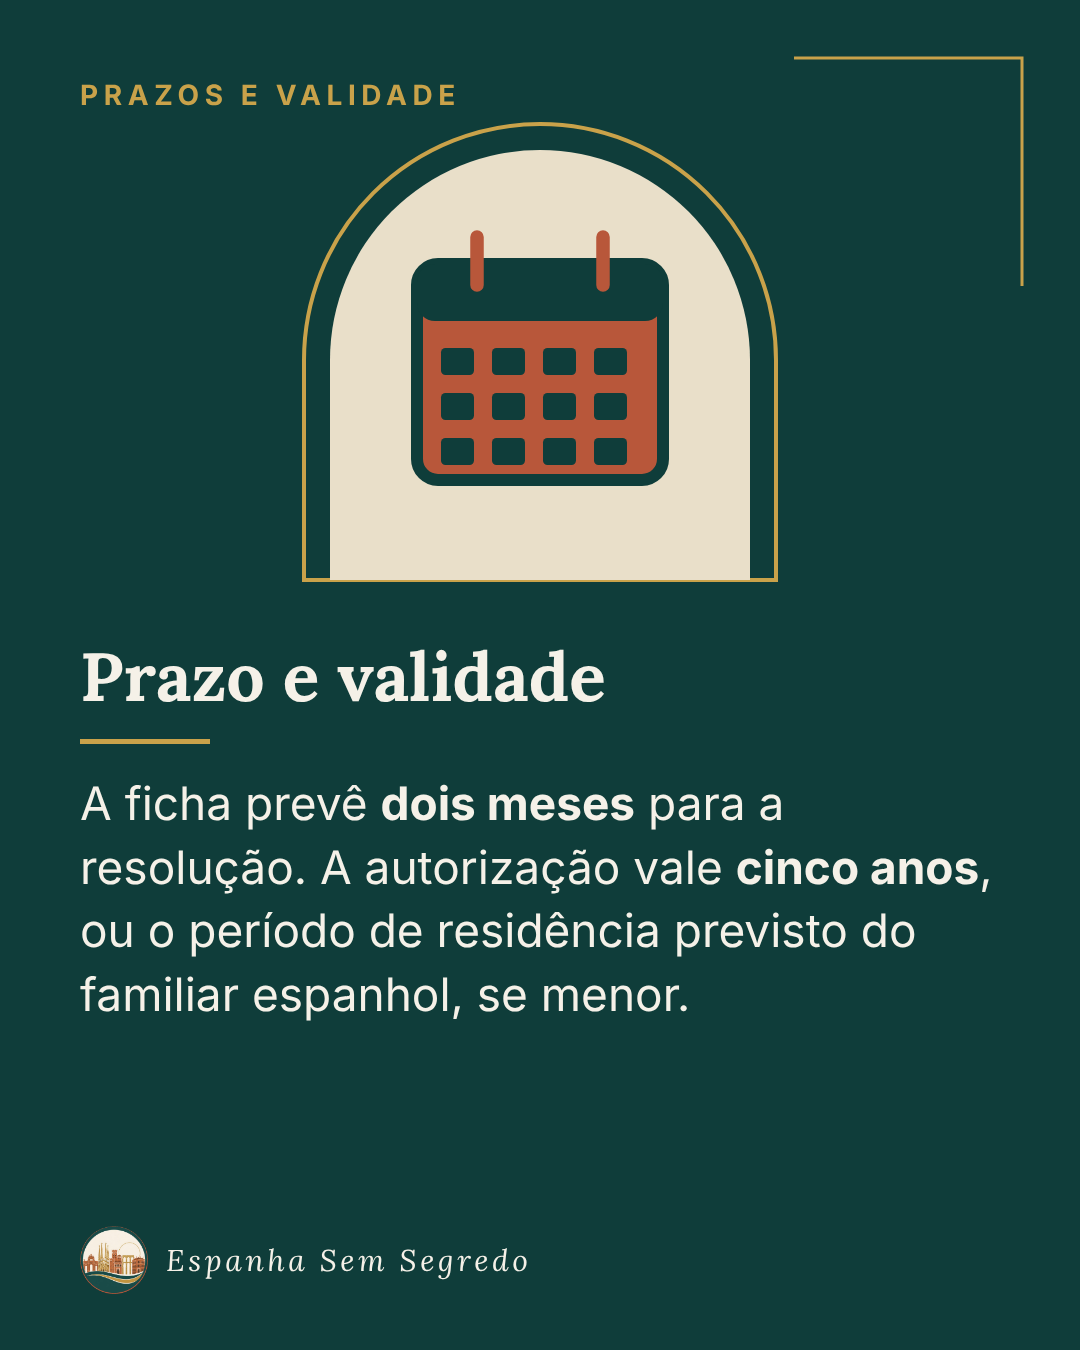 PRAZOS E VALIDADE
Prazo e validade
A ficha prevê dois meses para a
resolução. A autorização vale cinco anos,
ou o período de residência previsto do
familiar espanhol, se menor.
Espanha Sem Segredo